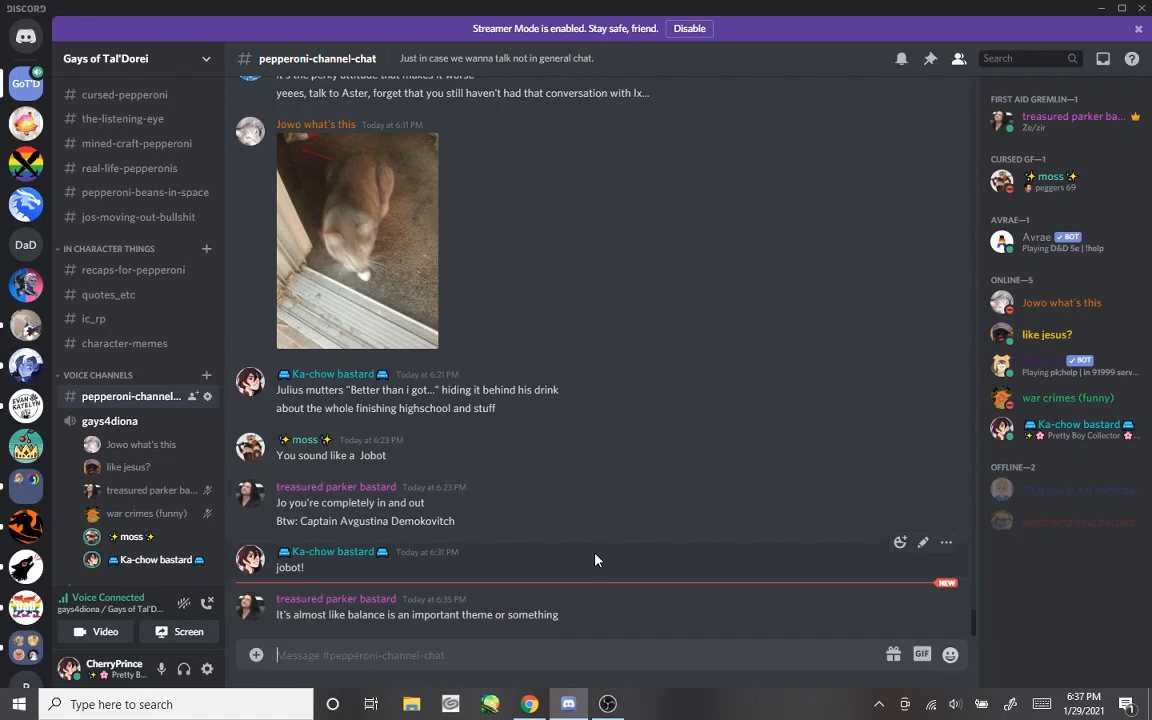 DISCORD
Streamer Mode is enabled. Stay safe, friend.
Disable
GoT'D
DaD
EVAN
KATELYN
DaD
Gays of Tal'Dorei
# cursed-pepperoni
# the-listening-eye
# mined-craft-pepperoni
# real-life-pepperonis
# pepperoni-beans-in-space
# jos-moving-out-bullshit
IN CHARACTER THINGS
# recaps-for-pepperoni
# quotes_etc
# ic_rp
# character-memes
VOICE CHANNELS
# pepperoni-channel...
gays4diona
Jowo what's this
like jesus?
treasured parker ba...
war crimes (funny)
✨moss✨
Ka-chow bastard
Voice Connected
gays4diona / Gays of Tal'D...
Video
Screen
CherryPrince
✨🌸 Pretty B...
# pepperoni-channel-chat
Just in case we wanna talk not in general chat.
Search
It's the perky attitude that makes it worse
yeees, talk to Aster, forget that you still haven't had that conversation with Ix...
Jowo what's this Today at 6:11 PM
Ka-chow bastard Today at 6:21 PM
Julius mutters "Better than i got..." hiding it behind his drink
about the whole finishing highschool and stuff
✨moss✨ Today at 6:23 PM
You sound like a Jobot
treasured parker bastard Today at 6:23 PM
Jo you're completely in and out
Btw: Captain Avgustina Demokovitch
Ka-chow bastard Today at 6:31 PM
jobot!
NEW
treasured parker bastard Today at 6:35 PM
It's almost like balance is an important theme or something
Message #pepperoni-channel-chat
GIF
FIRST AID GREMLIN—1
treasured parker ba...
Ze/zir
CURSED GF—1
✨moss✨
peggers 69
AVRAE—1
Avrae BOT
Playing D&D 5e | !help
ONLINE—5
Jowo what's this
like jesus?
BOT
Playing pk;help | in 91999 serv...
war crimes (funny)
Ka-chow bastard
✨🌸 Pretty Boy Collector 🌸...
OFFLINE—2
Type here to search
6:37 PM
1/29/2021
1